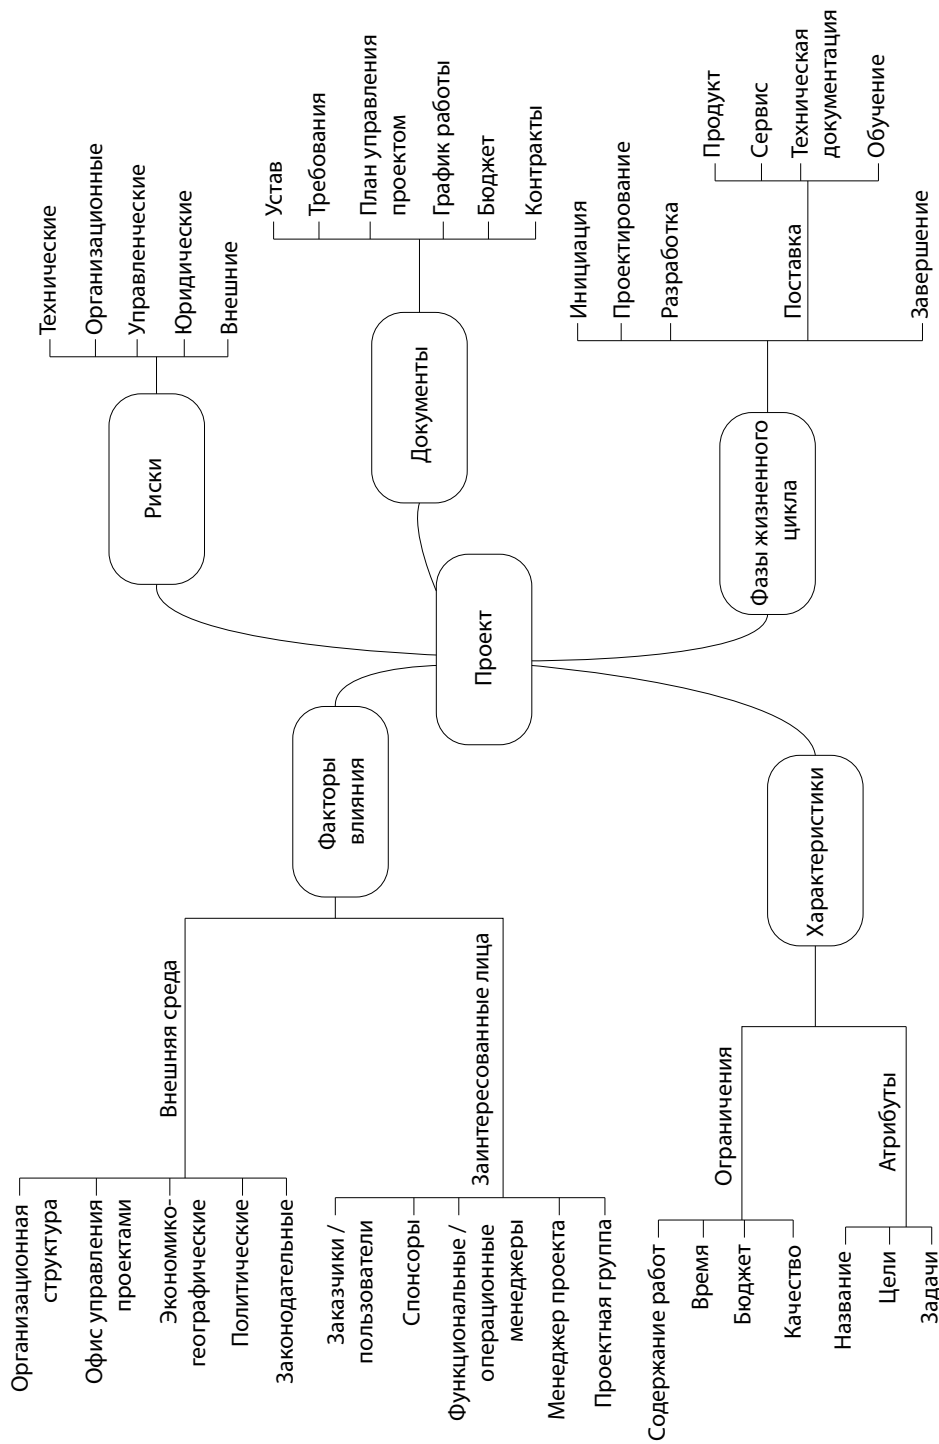 Организационная
структура
Офис управления
проектами
Экономико-
географические
Политические
Законодательные
Внешняя среда
Заказчики /
пользователи
Спонсоры
Функциональные /
операционные
менеджеры
Менеджер проекта
Проектная группа
Заинтересованные лица
Факторы
влияния
Содержание работ
Время
Бюджет
Качество
Ограничения
Название
Цели
Задачи
Атрибуты
Характеристики
Проект
Риски
Технические
Организационные
Управленческие
Юридические
Внешние
Документы
Устав
Требования
План управления
проектом
График работы
Бюджет
Контракты
Фазы жизненного
цикла
Инициация
Проектирование
Разработка
Поставка
Продукт
Сервис
Техническая
документация
Обучение
Завершение